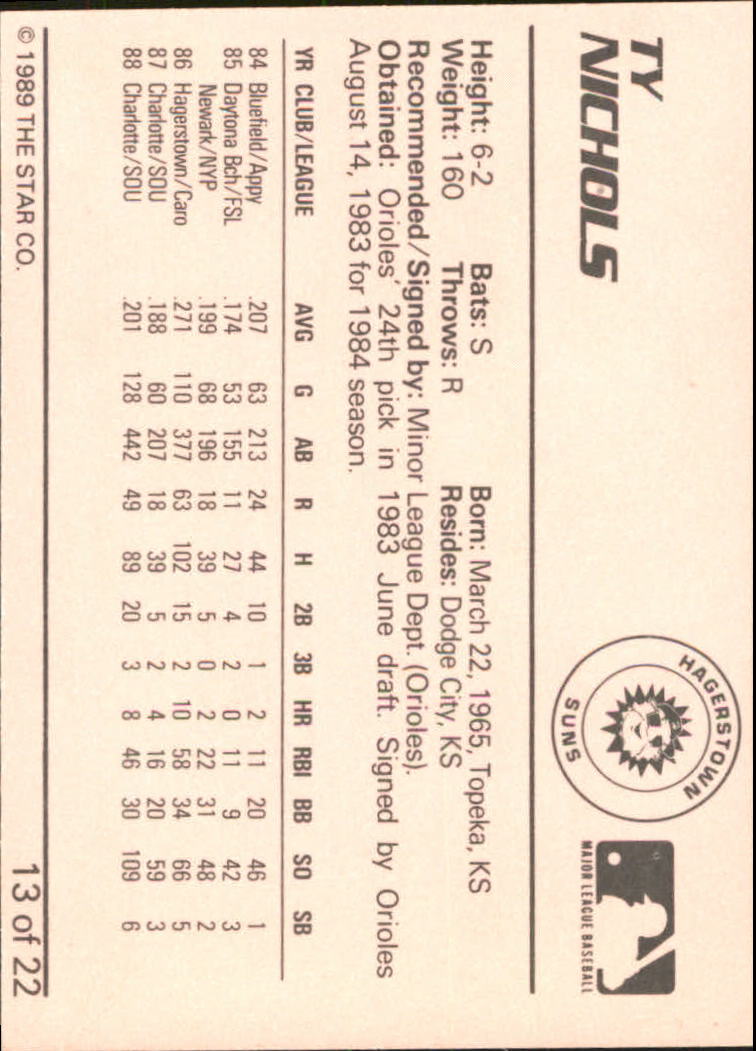 TY
NICHOLS
HAGERSTOWN
SUNS
MAJOR LEAGUE BASEBALL
Height: 6-2 Bats: S Born: March 22, 1965, Topeka, KS
Weight: 160 Throws: R Resides: Dodge City, KS
Recommended/Signed by: Minor League Dept. (Orioles).
Obtained: Orioles' 24th pick in 1983 June draft. Signed by Orioles
August 14, 1983 for 1984 season.
YR CLUB/LEAGUE AVG G AB R H 2B 3B HR RBI BB SO SB
84 Bluefield/Appy .207 63 213 24 44 10 1 2 11 20 46 1
85 Daytona Bch/FSL .174 53 155 11 27 4 2 0 11 9 42 3
Newark/NYP .199 68 196 18 39 5 0 2 22 31 48 2
86 Hagerstown/Caro .271 110 377 63 102 15 2 10 58 34 66 5
87 Charlotte/SOU .188 60 207 18 39 5 2 4 16 20 59 3
88 Charlotte/SOU .201 128 442 49 89 20 3 8 46 30 109 6
© 1989 THE STAR CO. 13 of 22